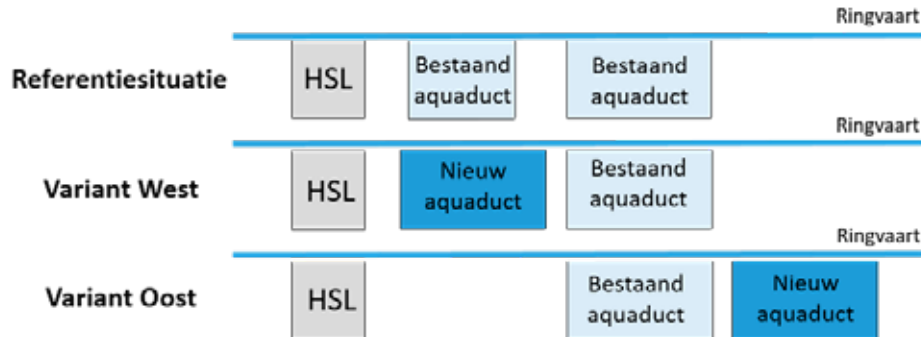 Ringvaart
Referentiesituatie
HSL
Bestaand
aquaduct
Bestaand
aquaduct
Ringvaart
Variant West
HSL
Nieuw
aquaduct
Bestaand
aquaduct
Ringvaart
Variant Oost
HSL
Bestaand
aquaduct
Nieuw
aquaduct